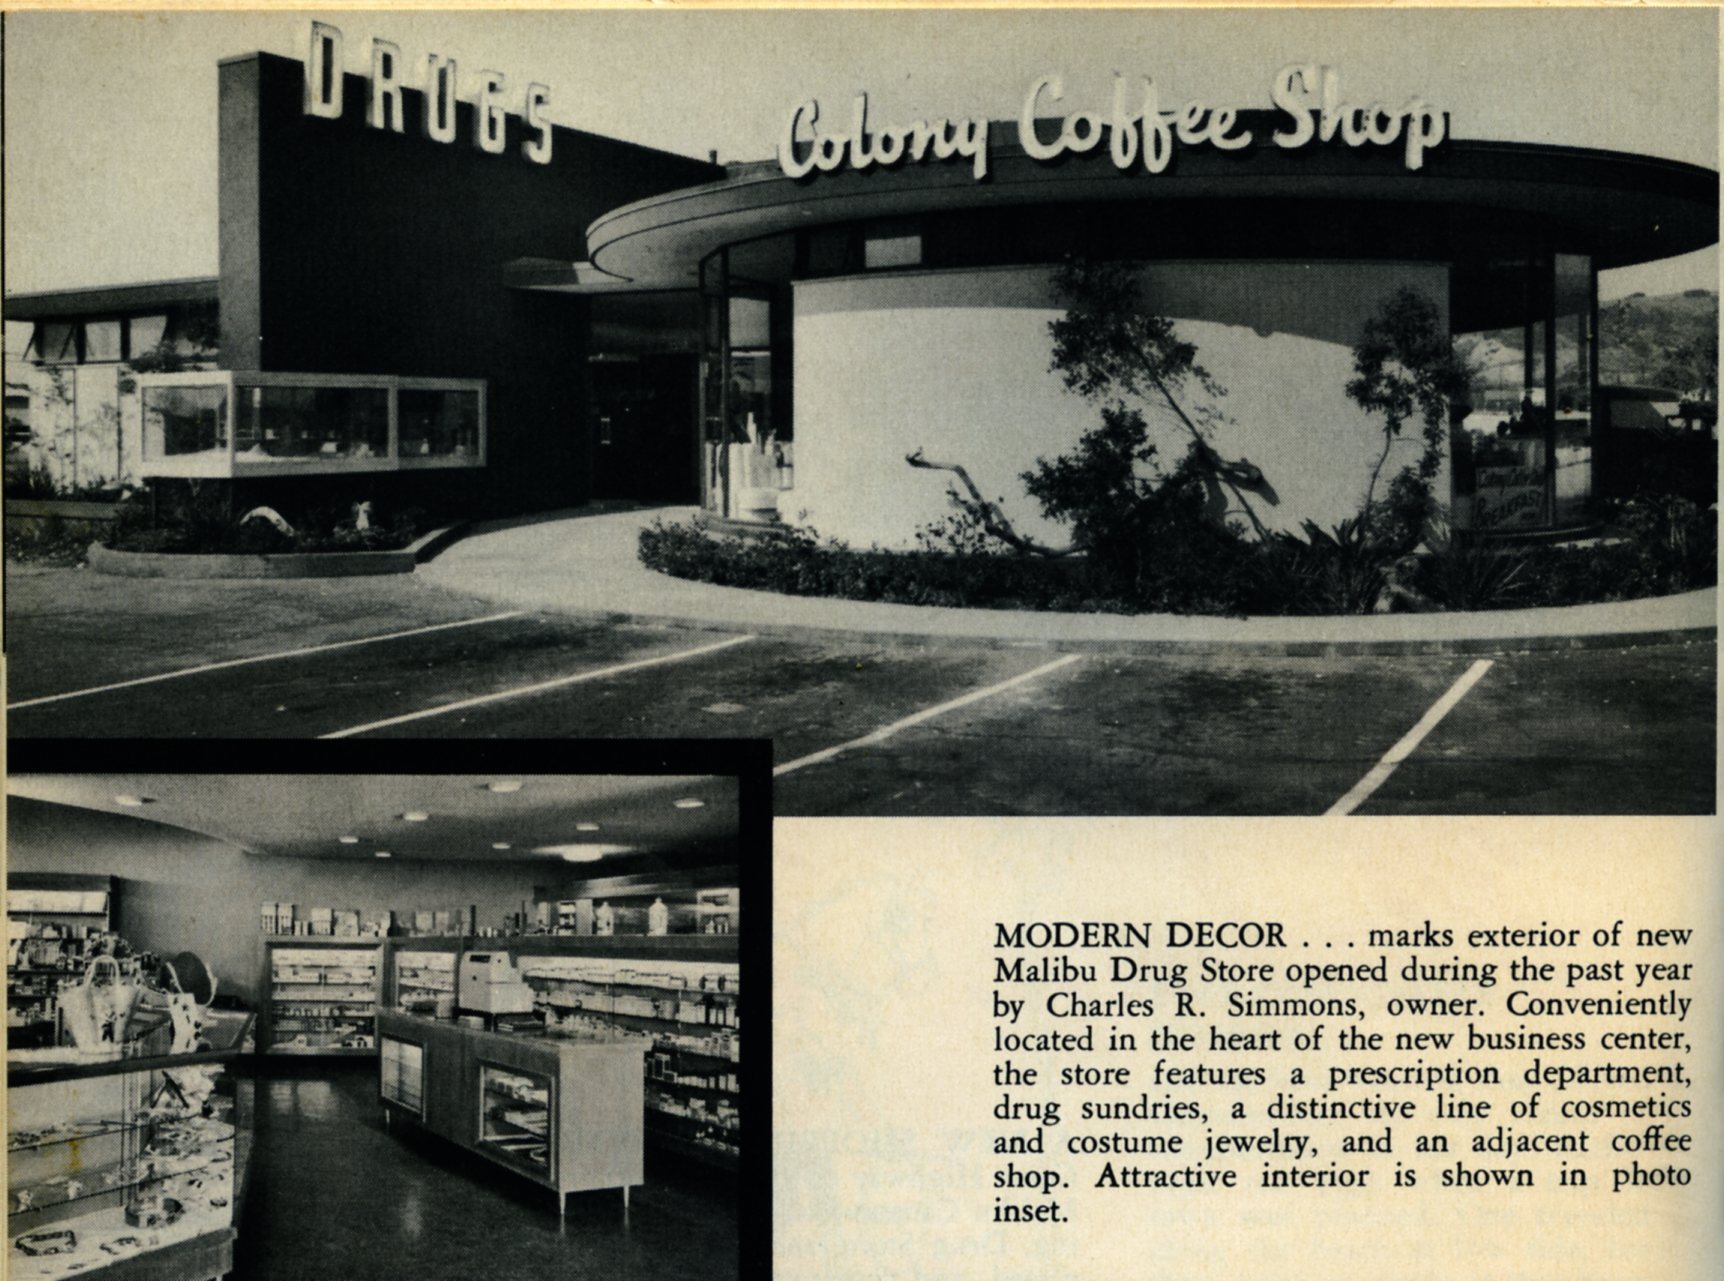 DRUGS
Colony Coffee Shop
BREAKFAST
MODERN DECOR . . . marks exterior of new
Malibu Drug Store opened during the past year
by Charles R. Simmons, owner. Conveniently
located in the heart of the new business center,
the store features a prescription department,
drug sundries, a distinctive line of cosmetics
and costume jewelry, and an adjacent coffee
shop. Attractive interior is shown in photo
inset.